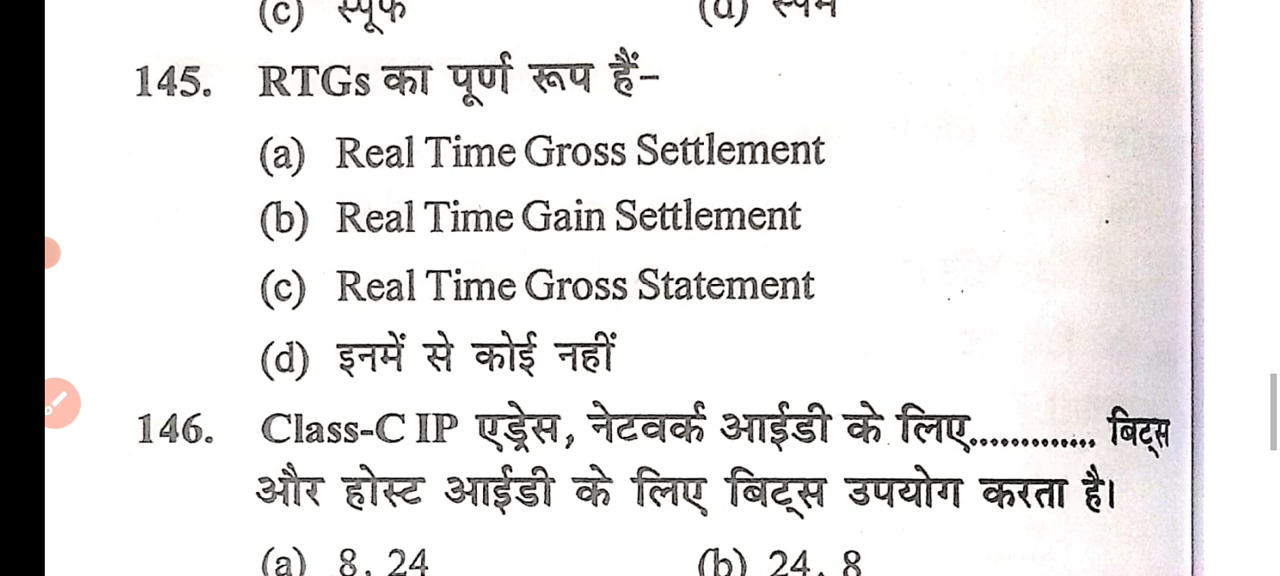 (c) स्पूफ (d) स्पैम
145. RTGs का पूर्ण रूप हैं–
(a) Real Time Gross Settlement
(b) Real Time Gain Settlement
(c) Real Time Gross Statement
(d) इनमें से कोई नहीं
146. Class-C IP एड्रेस, नेटवर्क आईडी के लिए............. बिट्स
और होस्ट आईडी के लिए बिट्स उपयोग करता है।
(a) 8, 24 (b) 24, 8